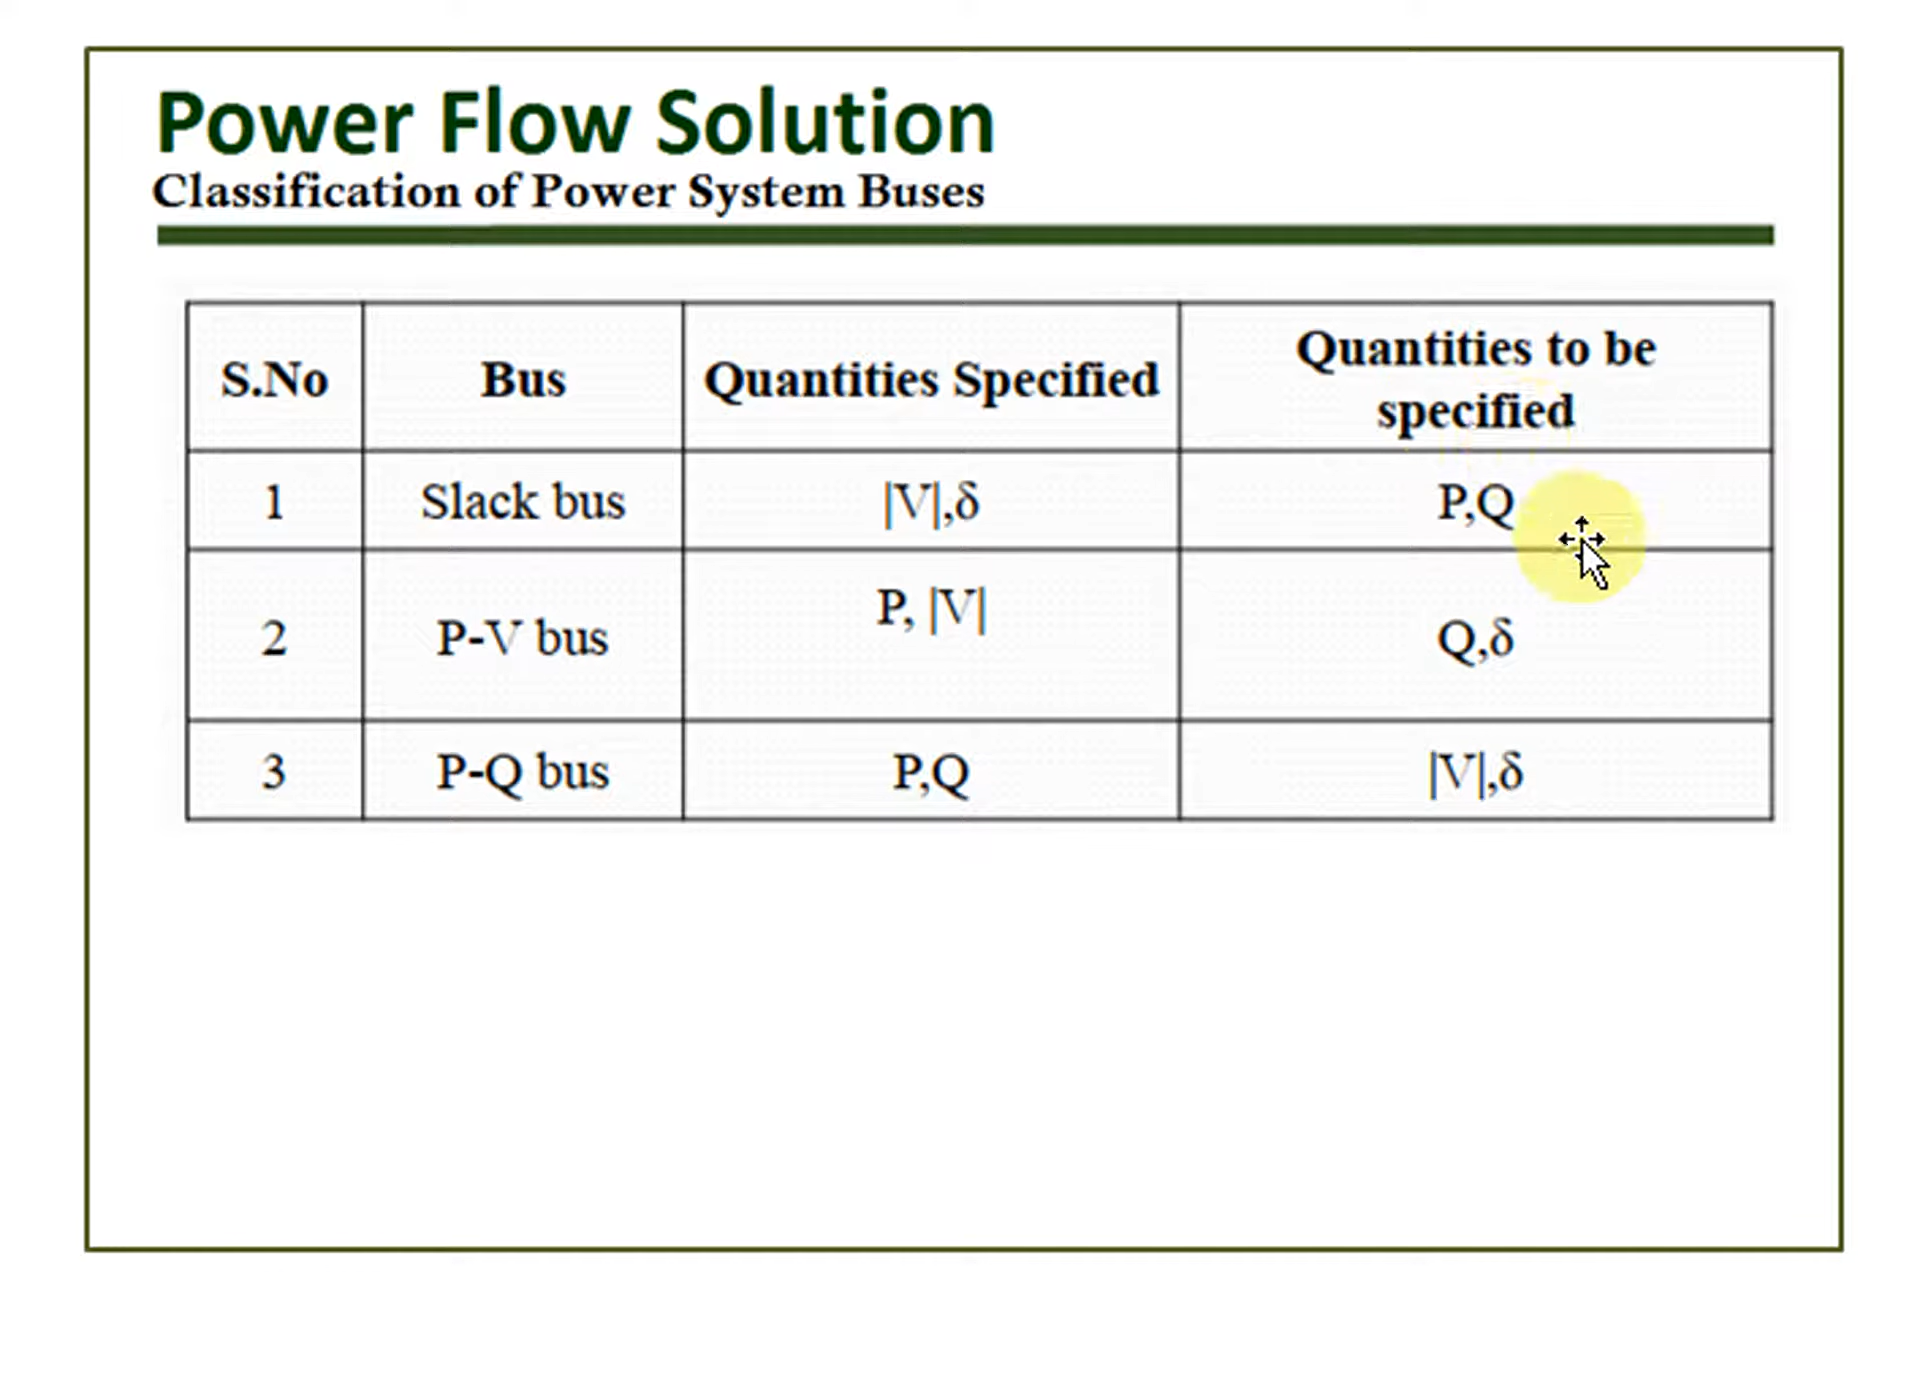 Power Flow Solution
Classification of Power System Buses
S.No Bus Quantities Specified Quantities to be
specified
1 Slack bus |V|,δ P,Q
2 P-V bus P, |V| Q,δ
3 P-Q bus P,Q |V|,δ